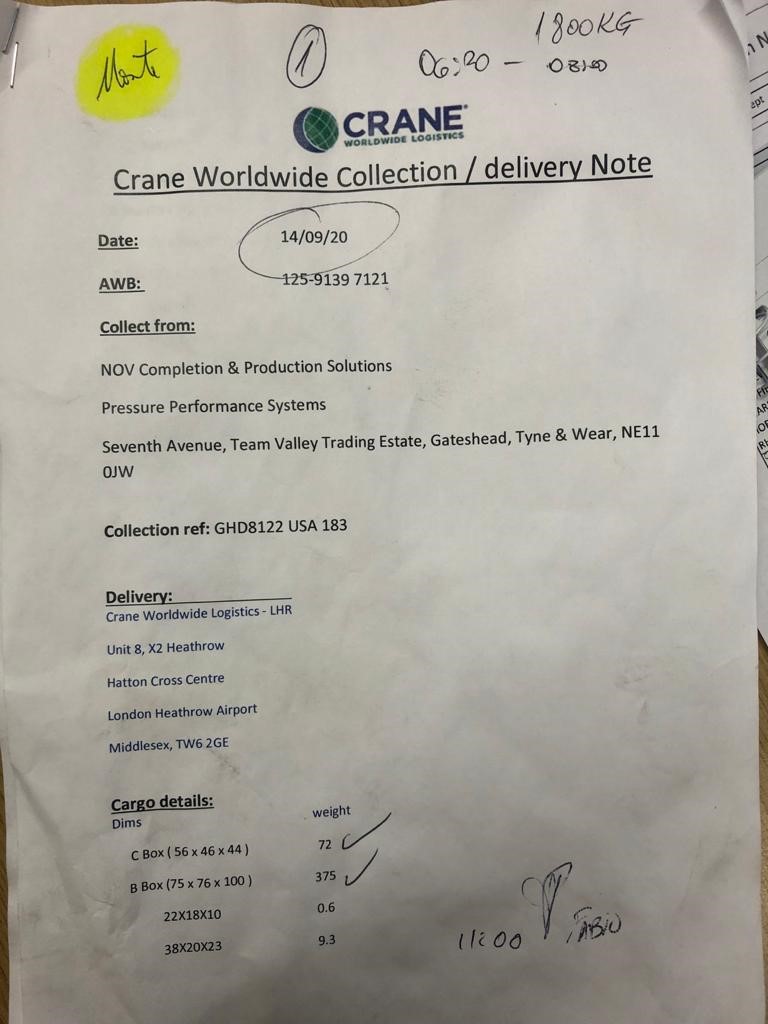 1800KG
1
06:20 -
CRANE
WORLDWIDE LOGISTICS
Crane Worldwide Collection / delivery Note
Date: 14/09/20
AWB: 125-9139 7121
Collect from:
NOV Completion & Production Solutions
Pressure Performance Systems
Seventh Avenue, Team Valley Trading Estate, Gateshead, Tyne & Wear, NE11
0JW
Collection ref: GHD8122 USA 183
Delivery:
Crane Worldwide Logistics - LHR
Unit 8, X2 Heathrow
Hatton Cross Centre
London Heathrow Airport
Middlesex, TW6 2GE
Cargo details:
Dims weight
C Box ( 56 x 46 x 44 ) 72
B Box (75 x 76 x 100 ) 375
22X18X10 0.6
38X20X23 9.3
11:00 FABIO